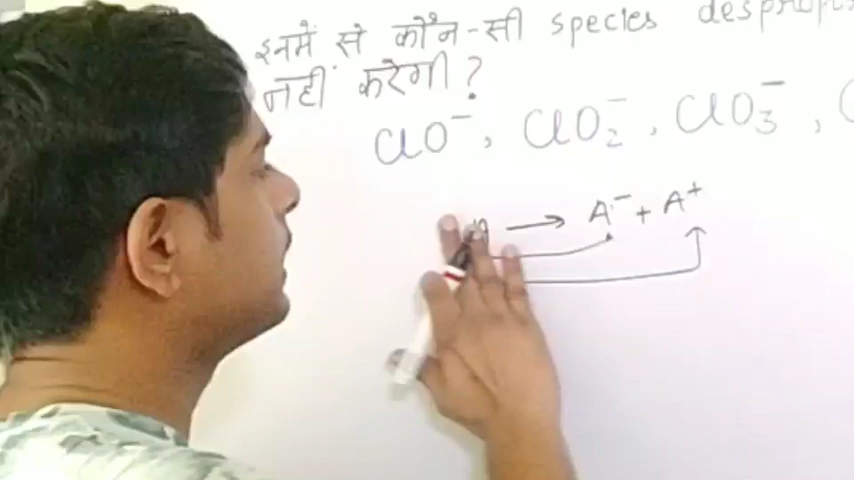 इनमें से कौन-सी species
नहीं करेगी?
ClO⁻, ClO₂⁻, ClO₃⁻,
→ A⁻ + A⁺